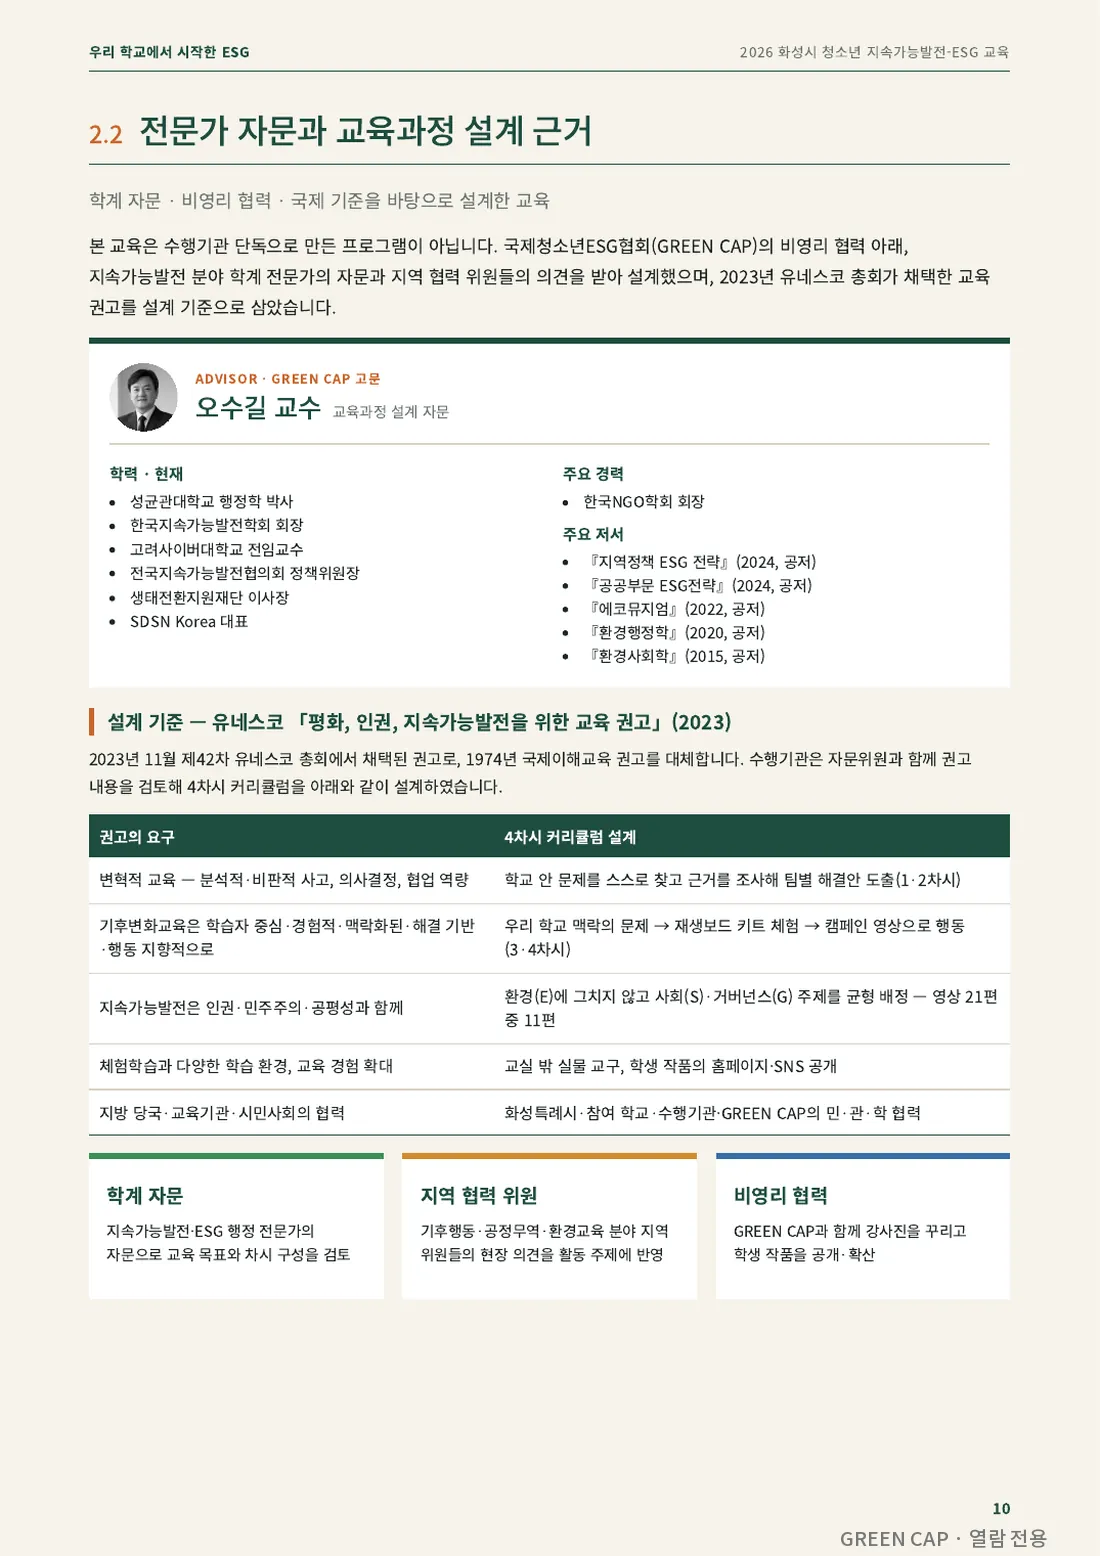 우리 학교에서 시작한 ESG
2026 화성시 청소년 지속가능발전-ESG 교육
2.2 전문가 자문과 교육과정 설계 근거
학계 자문 · 비영리 협력 · 국제 기준을 바탕으로 설계한 교육
본 교육은 수행기관 단독으로 만든 프로그램이 아닙니다. 국제청소년ESG협회(GREEN CAP)의 비영리 협력 아래,
지속가능발전 분야 학계 전문가의 자문과 지역 협력 위원들의 의견을 받아 설계했으며, 2023년 유네스코 총회가 채택한 교육
권고를 설계 기준으로 삼았습니다.
ADVISOR · GREEN CAP 고문
오수길 교수 교육과정 설계 자문
학력 · 현재
• 성균관대학교 행정학 박사
• 한국지속가능발전학회 회장
• 고려사이버대학교 전임교수
• 전국지속가능발전협의회 정책위원장
• 생태전환지원재단 이사장
• SDSN Korea 대표
주요 경력
• 한국NGO학회 회장
주요 저서
• 『지역정책 ESG 전략』(2024, 공저)
• 『공공부문 ESG전략』(2024, 공저)
• 『에코뮤지엄』(2022, 공저)
• 『환경행정학』(2020, 공저)
• 『환경사회학』(2015, 공저)
설계 기준 — 유네스코 「평화, 인권, 지속가능발전을 위한 교육 권고」(2023)
2023년 11월 제42차 유네스코 총회에서 채택된 권고로, 1974년 국제이해교육 권고를 대체합니다. 수행기관은 자문위원과 함께 권고
내용을 검토해 4차시 커리큘럼을 아래와 같이 설계하였습니다.
권고의 요구
4차시 커리큘럼 설계
변혁적 교육 — 분석적·비판적 사고, 의사결정, 협업 역량
학교 안 문제를 스스로 찾고 근거를 조사해 팀별 해결안 도출(1·2차시)
기후변화교육은 학습자 중심·경험적·맥락화된·해결 기반
·행동 지향적으로
우리 학교 맥락의 문제 → 재생보드 키트 체험 → 캠페인 영상으로 행동
(3·4차시)
지속가능발전은 인권·민주주의·공평성과 함께
환경(E)에 그치지 않고 사회(S)·거버넌스(G) 주제를 균형 배정 — 영상 21편
중 11편
체험학습과 다양한 학습 환경, 교육 경험 확대
교실 밖 실물 교구, 학생 작품의 홈페이지·SNS 공개
지방 당국·교육기관·시민사회의 협력
화성특례시·참여 학교·수행기관·GREEN CAP의 민·관·학 협력
학계 자문
지속가능발전·ESG 행정 전문가의
자문으로 교육 목표와 차시 구성을 검토
지역 협력 위원
기후행동·공정무역·환경교육 분야 지역
위원들의 현장 의견을 활동 주제에 반영
비영리 협력
GREEN CAP과 함께 강사진을 꾸리고
학생 작품을 공개·확산
10
GREEN CAP · 열람 전용